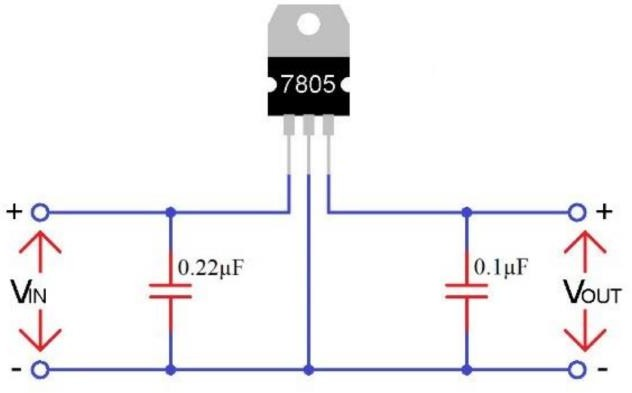 7805
+ +
0.22µF 0.1µF
VIN VOUT
- -